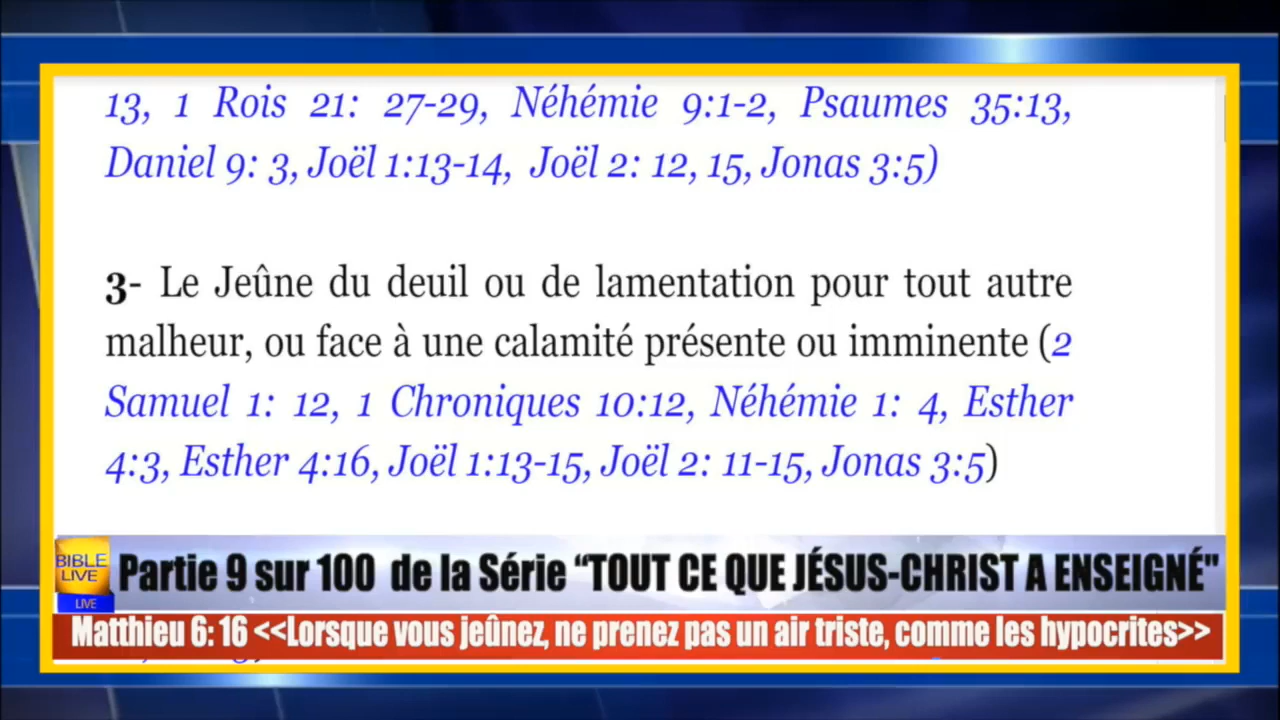 13, 1 Rois 21: 27-29, Néhémie 9:1-2, Psaumes 35:13,
Daniel 9: 3, Joël 1:13-14, Joël 2: 12, 15, Jonas 3:5)
3- Le Jeûne du deuil ou de lamentation pour tout autre
malheur, ou face à une calamité présente ou imminente (2
Samuel 1: 12, 1 Chroniques 10:12, Néhémie 1: 4, Esther
4:3, Esther 4:16, Joël 1:13-15, Joël 2: 11-15, Jonas 3:5)
BIBLE
LIVE
LIVE
Partie 9 sur 100 de la Série “TOUT CE QUE JÉSUS-CHRIST A ENSEIGNÉ"
Matthieu 6: 16 <<Lorsque vous jeûnez, ne prenez pas un air triste, comme les hypocrites>>